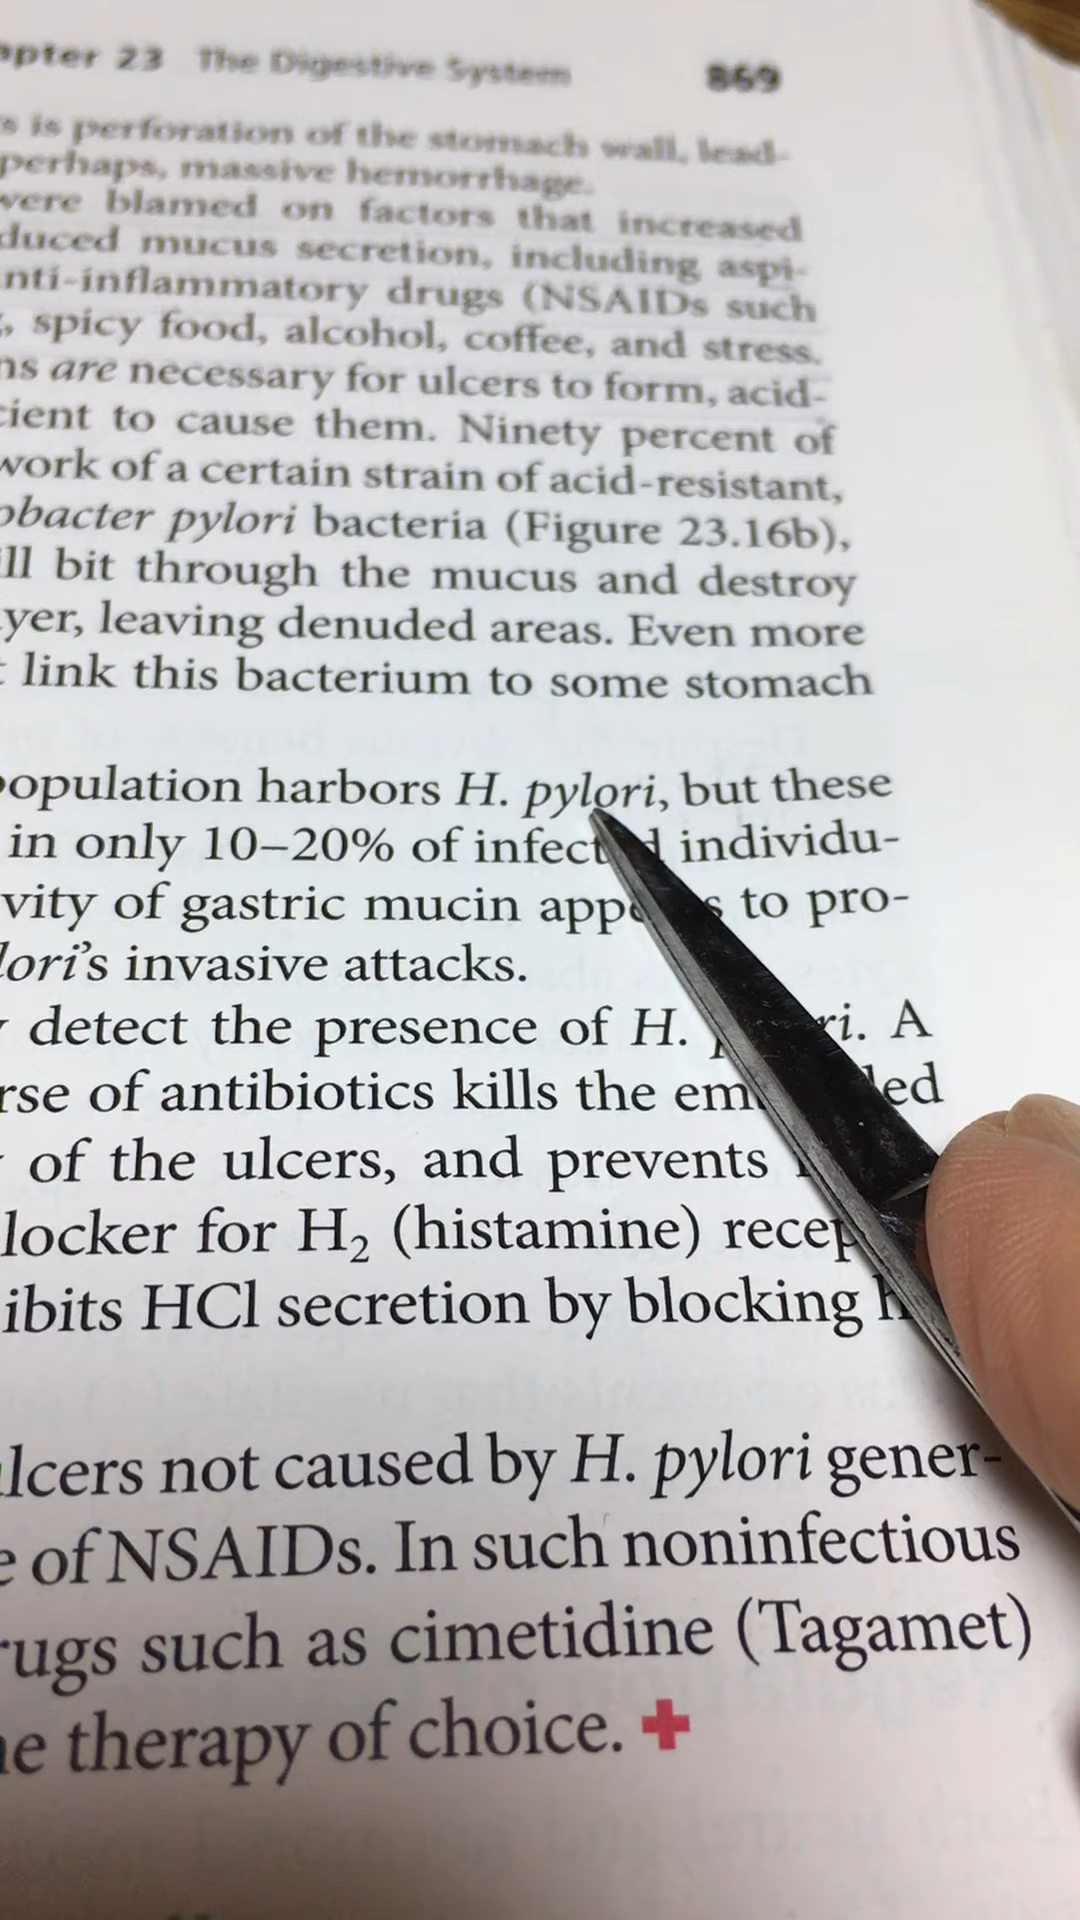 Chapter 23 The Digestive System 869
is perforation of the stomach wall, lead-
perhaps, massive hemorrhage.
were blamed on factors that increased
duced mucus secretion, including aspi-
nti-inflammatory drugs (NSAIDs such
, spicy food, alcohol, coffee, and stress.
ns are necessary for ulcers to form, acid-
cient to cause them. Ninety percent of
work of a certain strain of acid-resistant,
obacter pylori bacteria (Figure 23.16b),
ill bit through the mucus and destroy
yer, leaving denuded areas. Even more
link this bacterium to some stomach
population harbors H. pylori, but these
in only 10–20% of infected individu-
vity of gastric mucin appears to pro-
lori's invasive attacks.
detect the presence of H. pylori. A
rse of antibiotics kills the em led
of the ulcers, and prevents
locker for H₂ (histamine) recep
ibits HCl secretion by blocking h
lcers not caused by H. pylori gener-
e of NSAIDs. In such noninfectious
rugs such as cimetidine (Tagamet)
he therapy of choice.